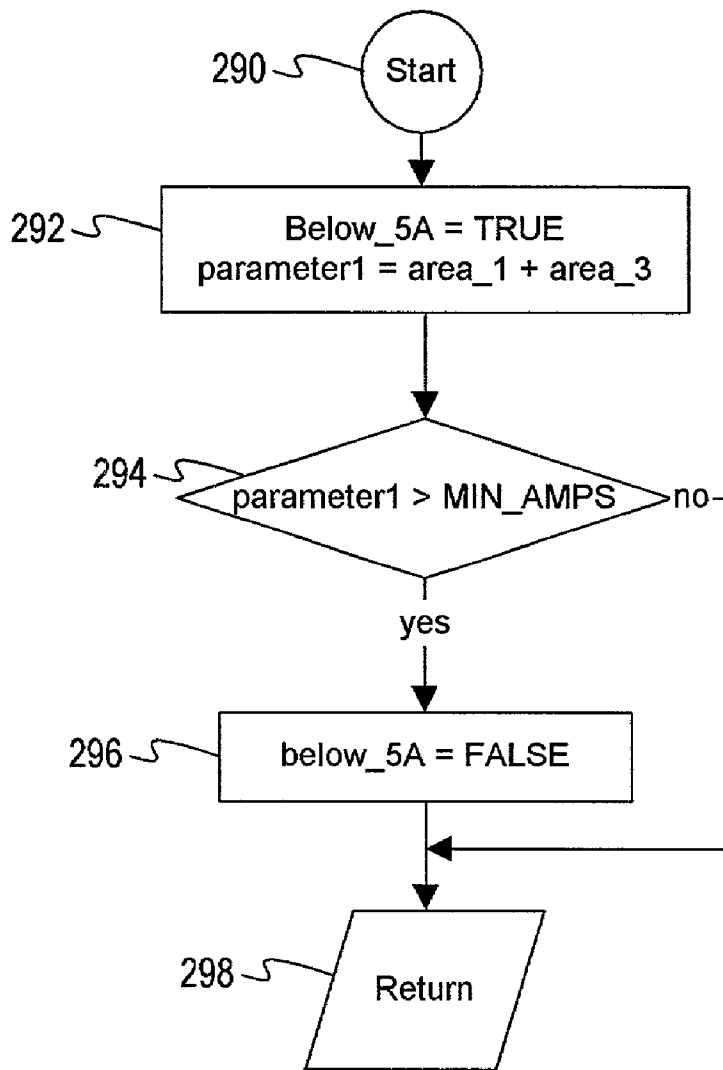 290
Start
292
Below_5A = TRUE
parameter1 = area_1 + area_3
294
parameter1 > MIN_AMPS
no
yes
296
below_5A = FALSE
298
Return